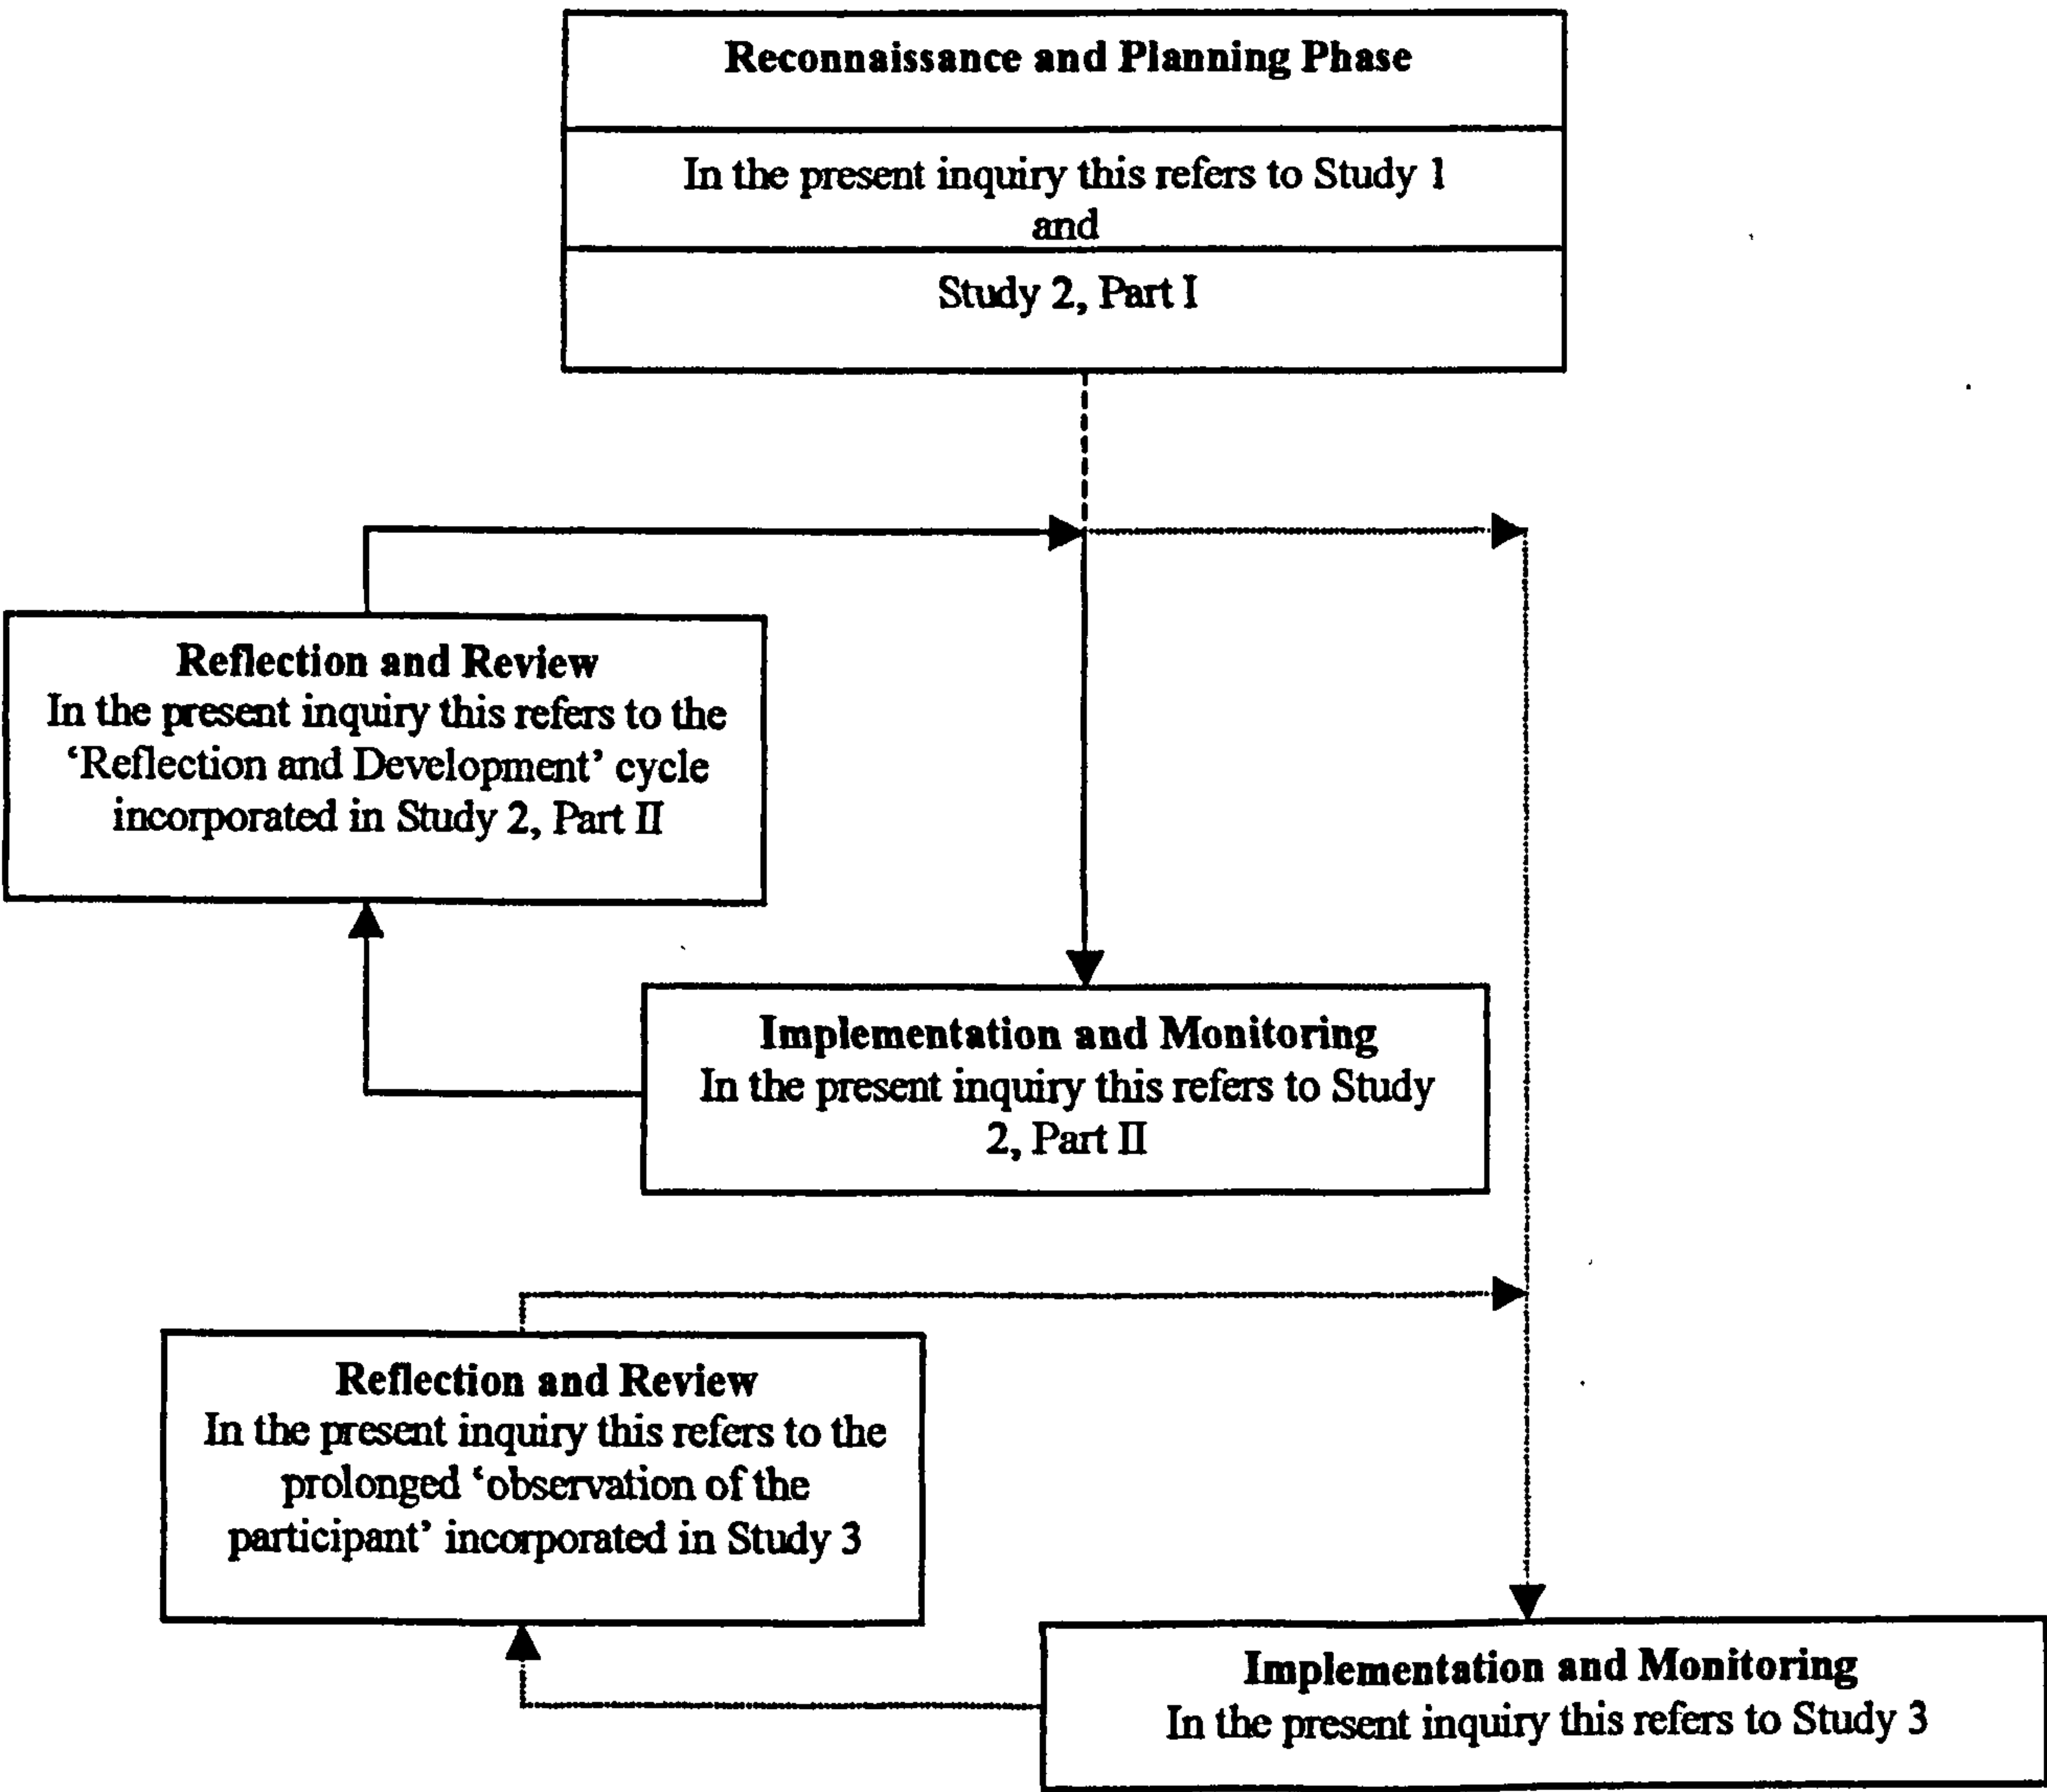 Reconnaissance and Planning Phase
In the present inquiry this refers to Study 1
and
Study 2, Part I
Reflection and Review
In the present inquiry this refers to the
‘Reflection and Development’ cycle
incorporated in Study 2, Part II
Implementation and Monitoring
In the present inquiry this refers to Study
2, Part II
Reflection and Review
In the present inquiry this refers to the
prolonged ‘observation of the
participant’ incorporated in Study 3
Implementation and Monitoring
In the present inquiry this refers to Study 3